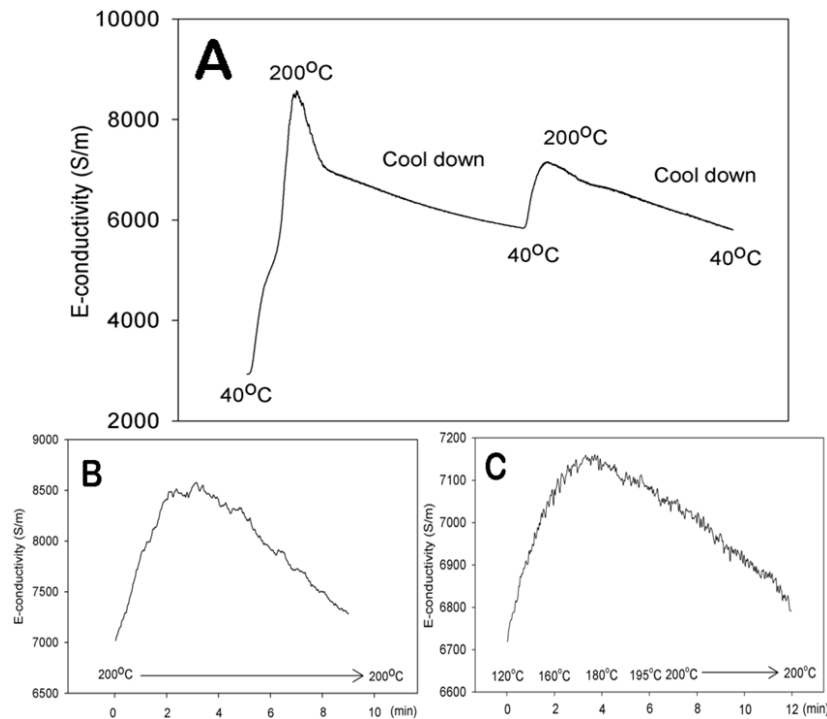 A
10000
8000
6000
4000
2000
E-conductivity (S/m)
200°C
Cool down
200°C
Cool down
40°C
40°C
40°C
B
9000
8500
8000
7500
7000
6500
E-conductivity (S/m)
200°C 200°C
0 2 4 6 8 10 (min)
C
7200
7100
7000
6900
6800
6700
6600
E-conductivity (S/m)
120°C 160°C 180°C 195°C 200°C 200°C
0 2 4 6 8 10 12 (min)